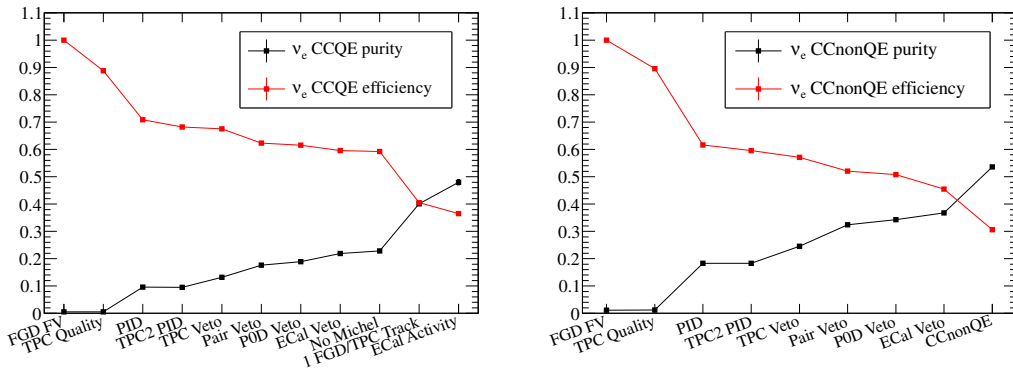 1.1
1
0.9
0.8
0.7
0.6
0.5
0.4
0.3
0.2
0.1
0
νe CCQE purity
νe CCQE efficiency
FGD FV
TPC Quality
PID
TPC2 PID
TPC Veto
Pair Veto
P0D Veto
ECal Veto
No Michel
1 FGD/TPC Track
ECal Activity
1.1
1
0.9
0.8
0.7
0.6
0.5
0.4
0.3
0.2
0.1
0
νe CCnonQE purity
νe CCnonQE efficiency
FGD FV
TPC Quality
PID
TPC2 PID
TPC Veto
Pair Veto
P0D Veto
ECal Veto
CCnonQE